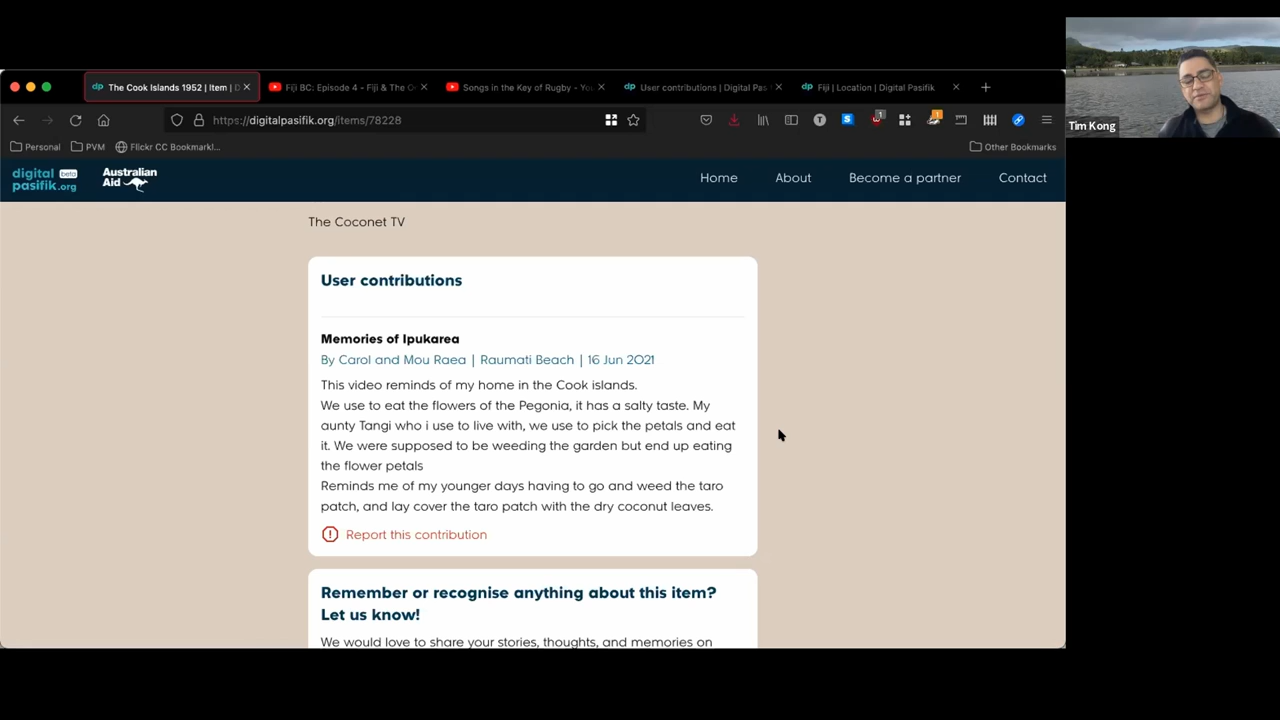 The Cook Islands 1952 | Item | D
Fiji BC: Episode 4 - Fiji & The C
Songs in the Key of Rugby - Yo
User contributions | Digital Pas
Fiji | Location | Digital Pasifik
https://digitalpasifik.org/items/78228
Personal
PVM
Flickr CC Bookmarkl...
Other Bookmarks
Tim Kong
digital beta
pasifik.org
Australian
Aid
Home
About
Become a partner
Contact
The Coconet TV
User contributions
Memories of Ipukarea
By Carol and Mou Raea | Raumati Beach | 16 Jun 2021
This video reminds of my home in the Cook islands.
We use to eat the flowers of the Pegonia, it has a salty taste. My
aunty Tangi who i use to live with, we use to pick the petals and eat
it. We were supposed to be weeding the garden but end up eating
the flower petals
Reminds me of my younger days having to go and weed the taro
patch, and lay cover the taro patch with the dry coconut leaves.
Report this contribution
Remember or recognise anything about this item?
Let us know!
We would love to share your stories, thoughts, and memories on